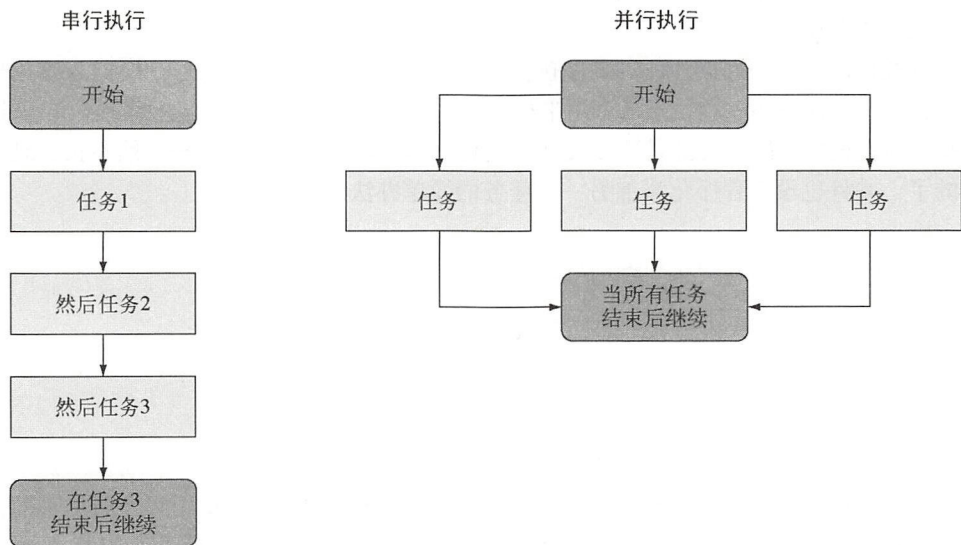 串行执行
开始
任务1
然后任务2
然后任务3
在任务3
结束后继续
并行执行
开始
任务
任务
任务
当所有任务
结束后继续